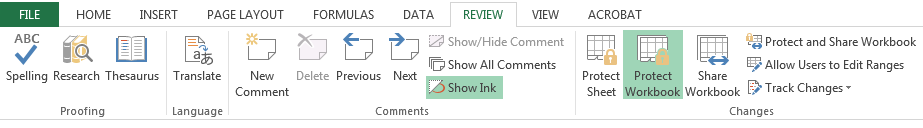 FILE HOME INSERT PAGE LAYOUT FORMULAS DATA REVIEW VIEW ACROBAT
ABC
Spelling Research Thesaurus
Proofing
Translate
Language
New Comment
Delete
Previous
Next
Show/Hide Comment
Show All Comments
Show Ink
Comments
Protect Sheet
Protect Workbook
Share Workbook
Protect and Share Workbook
Allow Users to Edit Ranges
Track Changes
Changes